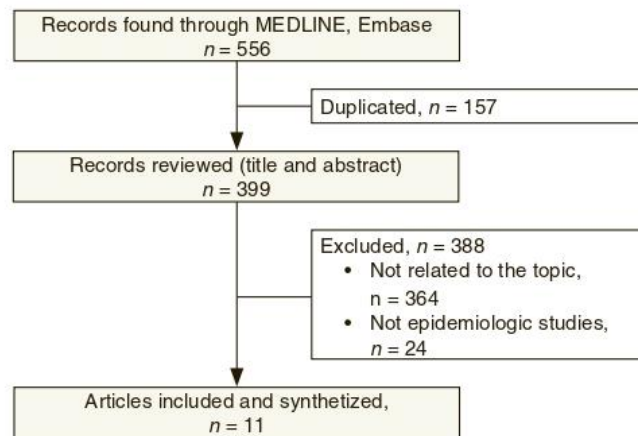 Records found through MEDLINE, Embase
n = 556
Duplicated, n = 157
Records reviewed (title and abstract)
n = 399
Excluded, n = 388
• Not related to the topic,
n = 364
• Not epidemiologic studies,
n = 24
Articles included and synthetized,
n = 11